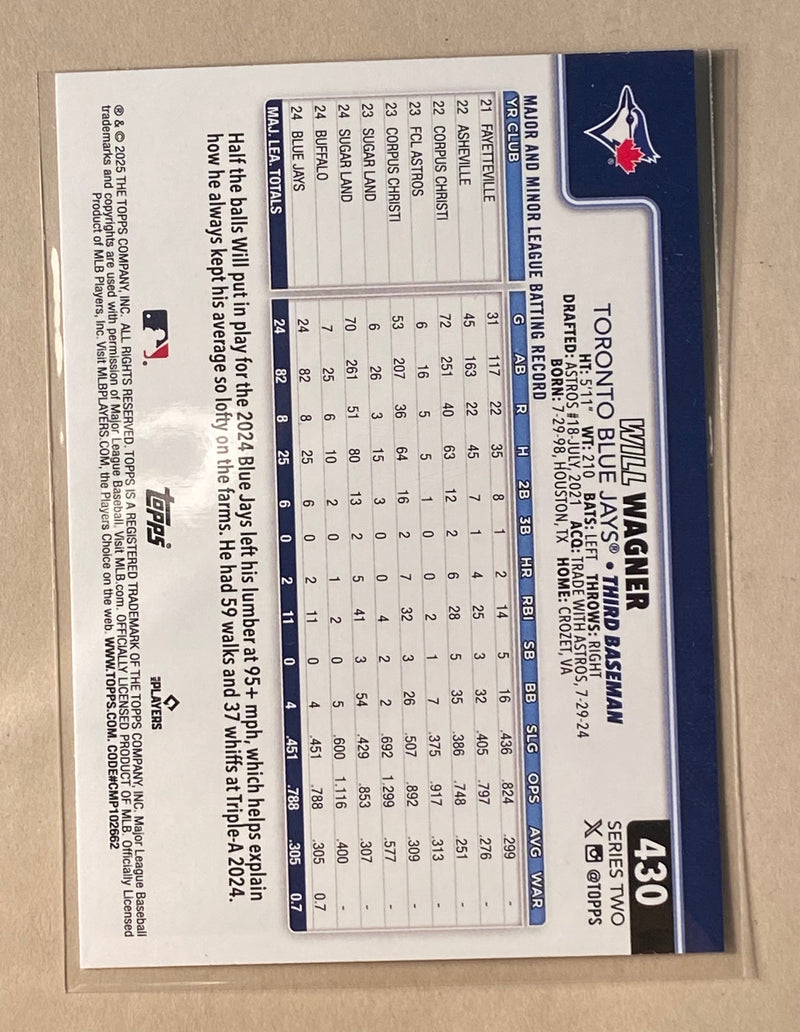 430
SERIES TWO
@TOPPS
WILL WAGNER
TORONTO BLUE JAYS® • THIRD BASEMAN
HT: 5'11" WT: 210 BATS: LEFT THROWS: RIGHT
DRAFTED: ASTROS #18-JULY, 2021 ACQ: TRADE WITH ASTROS, 7-29-24
BORN: 7-29-98, HOUSTON, TX HOME: CROZET, VA
MAJOR AND MINOR LEAGUE BATTING RECORD
YR CLUB G AB R H 2B 3B HR RBI SB BB SLG OPS AVG WAR
21 FAYETTEVILLE 31 117 22 35 8 1 2 14 5 16 .436 .824 .299 -
22 ASHEVILLE 45 163 22 45 7 1 4 25 3 32 .405 .797 .276 -
22 CORPUS CHRISTI 72 251 40 63 12 2 6 28 5 35 .386 .748 .251 -
23 FCL ASTROS 6 16 5 5 1 0 0 2 1 7 .375 .917 .313 -
23 CORPUS CHRISTI 53 207 36 64 16 2 7 32 3 26 .507 .892 .309 -
23 SUGAR LAND 6 26 3 15 3 0 0 4 2 2 .692 1.299 .577 -
24 SUGAR LAND 70 261 51 80 13 2 5 41 3 54 .429 .853 .307 -
24 BUFFALO 7 25 6 10 2 0 1 2 0 5 .600 1.116 .400 -
24 BLUE JAYS 24 82 8 25 6 0 2 11 0 4 .451 .788 .305 0.7
MAJ. LEA. TOTALS 24 82 8 25 6 0 2 11 0 4 .451 .788 .305 0.7
Half the balls Will put in play for the 2024 Blue Jays left his lumber at 95+ mph, which helps explain
how he always kept his average so lofty on the farms. He had 59 walks and 37 whiffs at Triple-A 2024.
topps®
PLAYERS
® & © 2025 THE TOPPS COMPANY, INC. ALL RIGHTS RESERVED. TOPPS IS A REGISTERED TRADEMARK OF THE TOPPS COMPANY, INC. Major League Baseball
trademarks and copyrights are used with permission of Major League Baseball. Visit MLB.com. OFFICIALLY LICENSED PRODUCT OF MLB. Officially Licensed
Product of MLB Players, Inc. Visit MLBPLAYERS.COM, the Players Choice on the web. WWW.TOPPS.COM. CODE#CMP102662